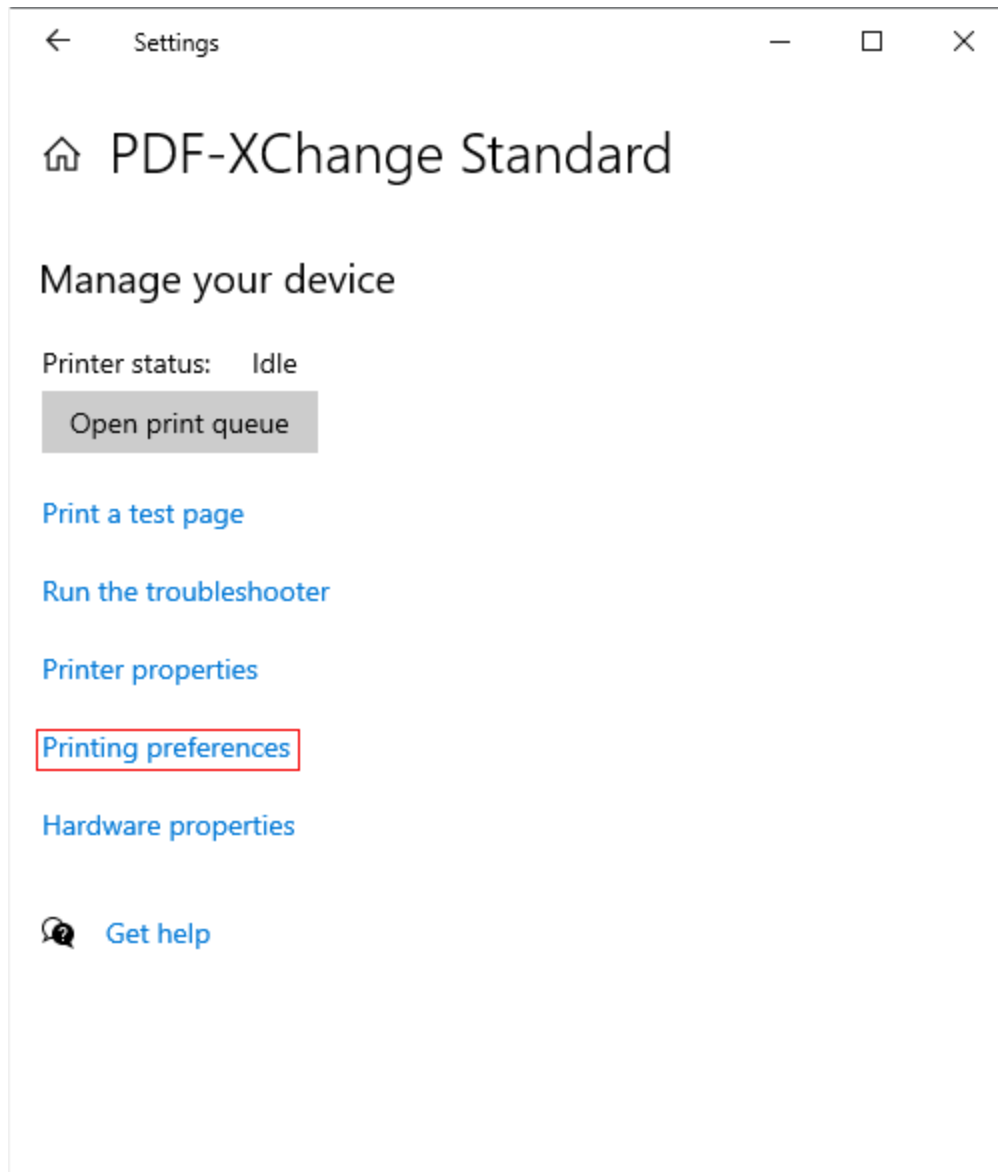 Settings
PDF-XChange Standard
Manage your device
Printer status: Idle
Open print queue
Print a test page
Run the troubleshooter
Printer properties
Printing preferences
Hardware properties
Get help